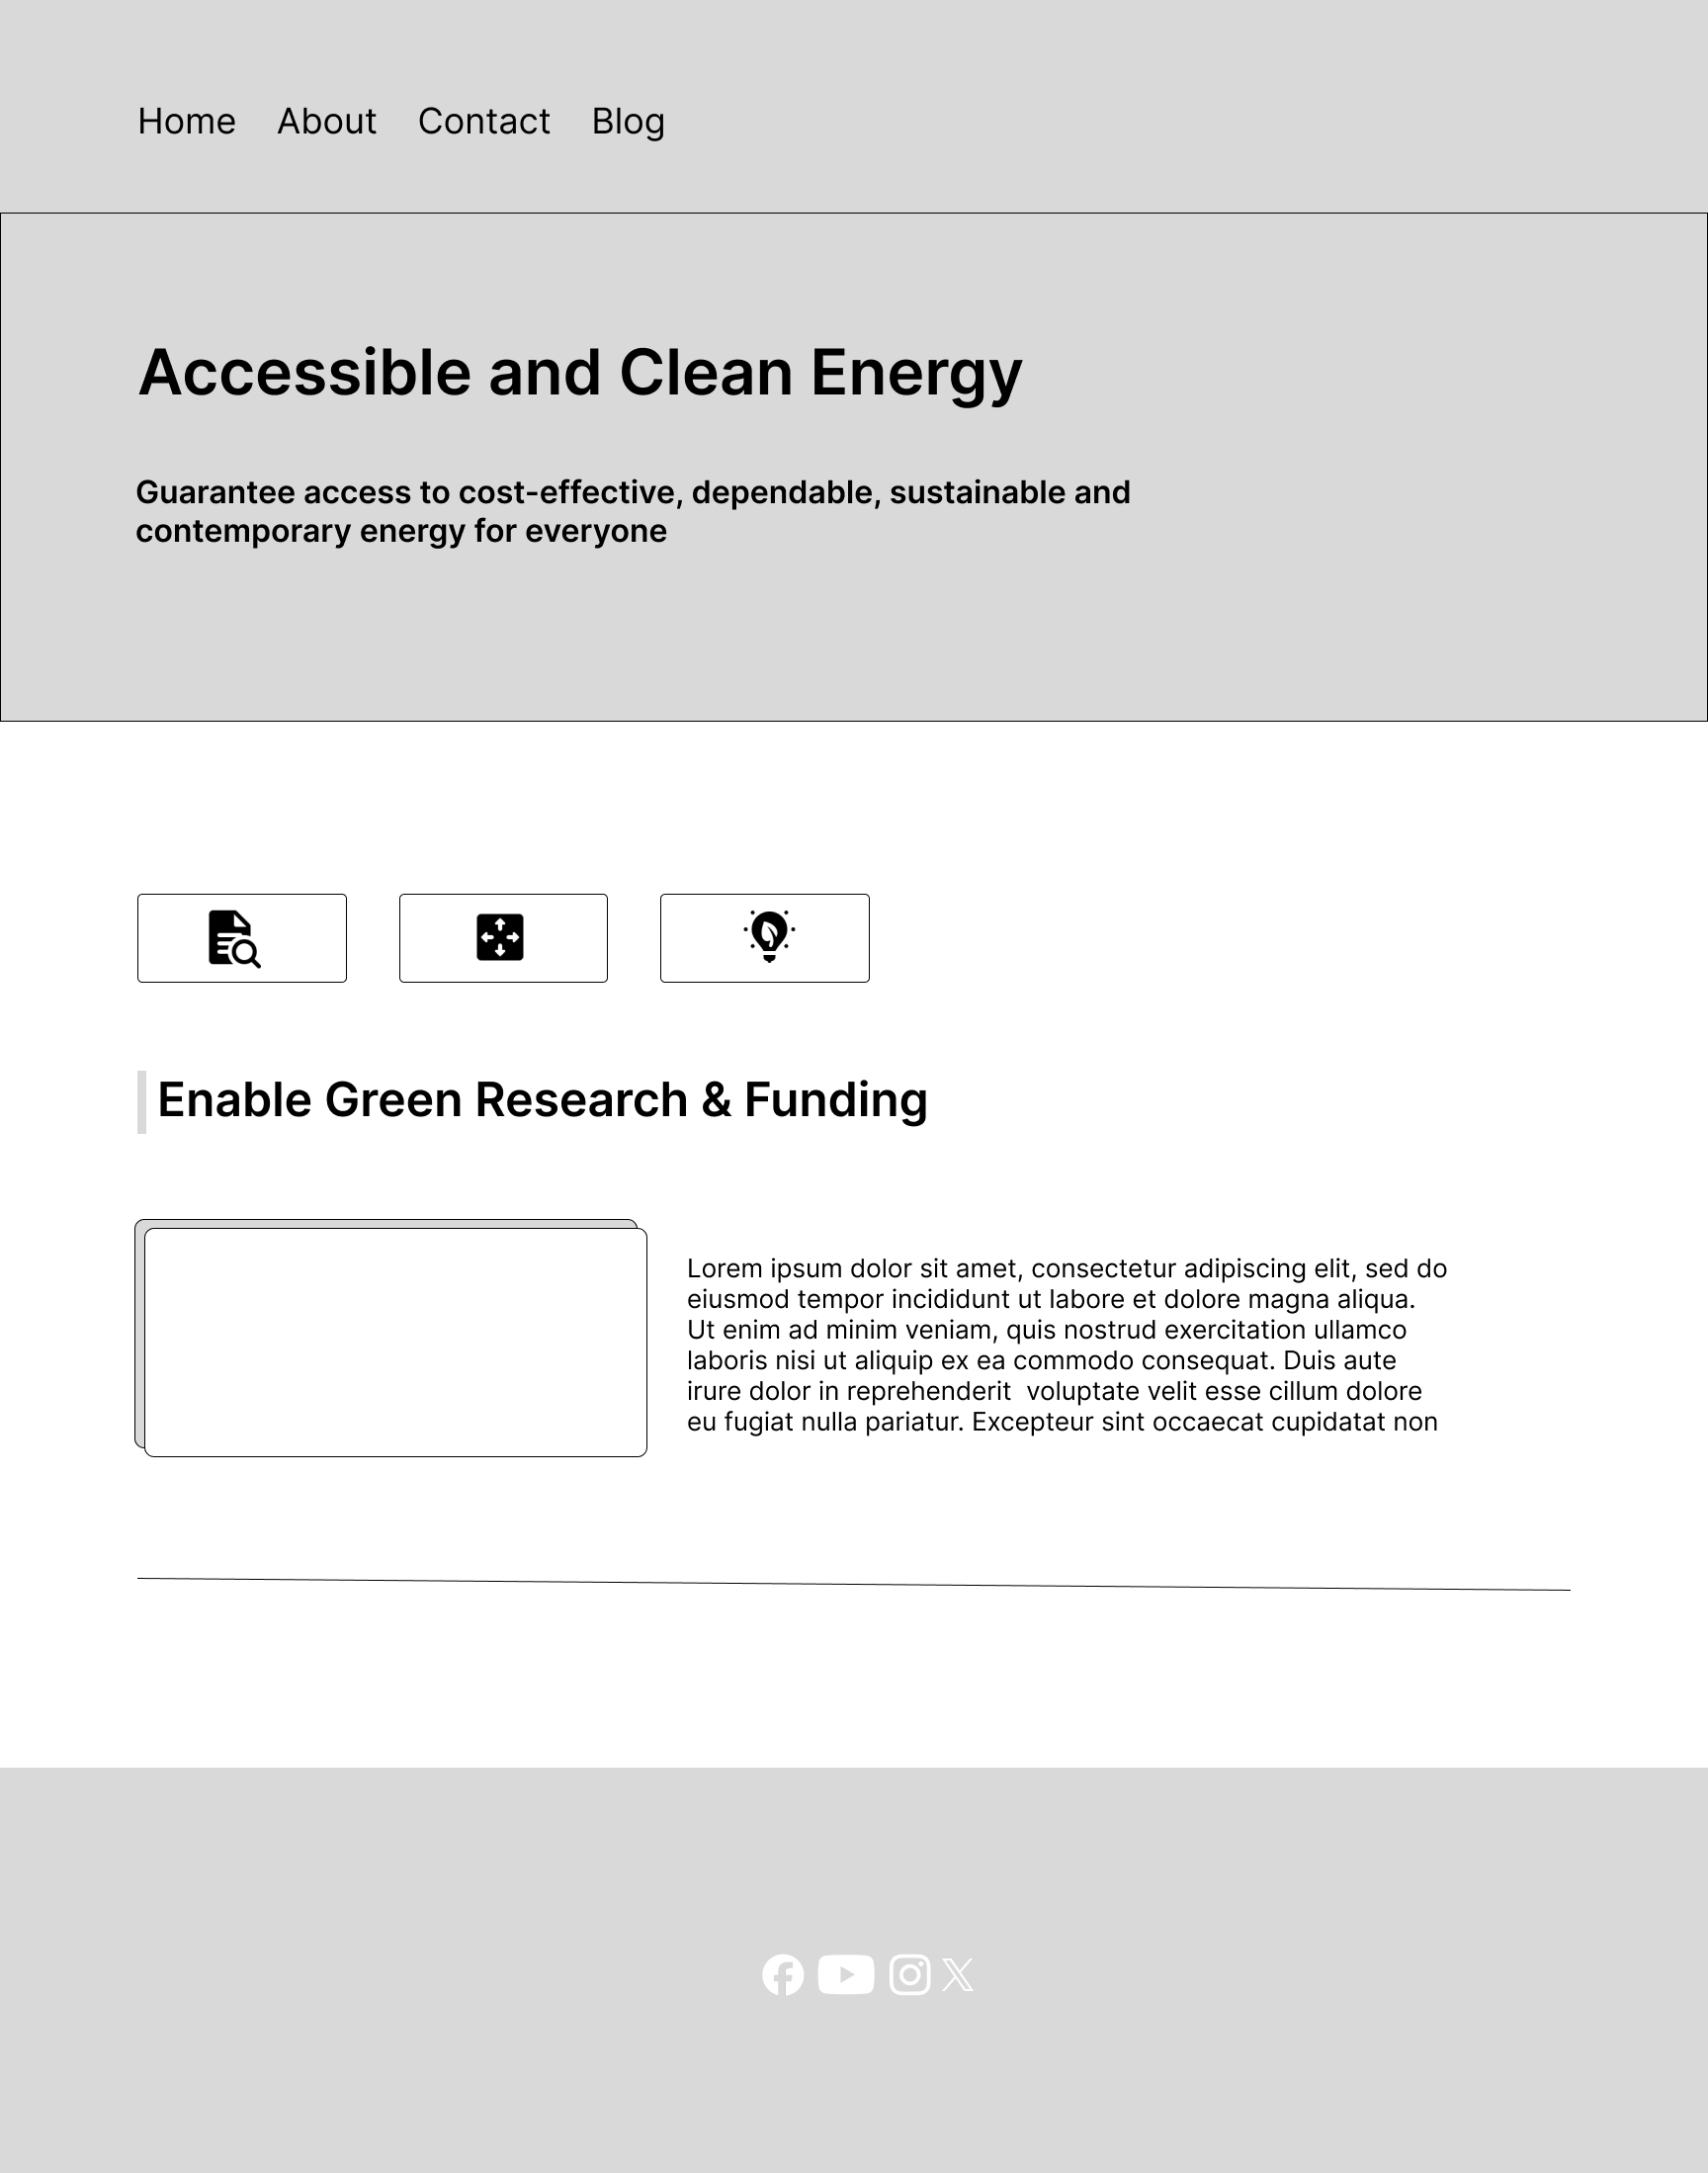 Home About Contact Blog
Accessible and Clean Energy
Guarantee access to cost-effective, dependable, sustainable and
contemporary energy for everyone
Enable Green Research & Funding
Lorem ipsum dolor sit amet, consectetur adipiscing elit, sed do
eiusmod tempor incididunt ut labore et dolore magna aliqua.
Ut enim ad minim veniam, quis nostrud exercitation ullamco
laboris nisi ut aliquip ex ea commodo consequat. Duis aute
irure dolor in reprehenderit  voluptate velit esse cillum dolore
eu fugiat nulla pariatur. Excepteur sint occaecat cupidatat non